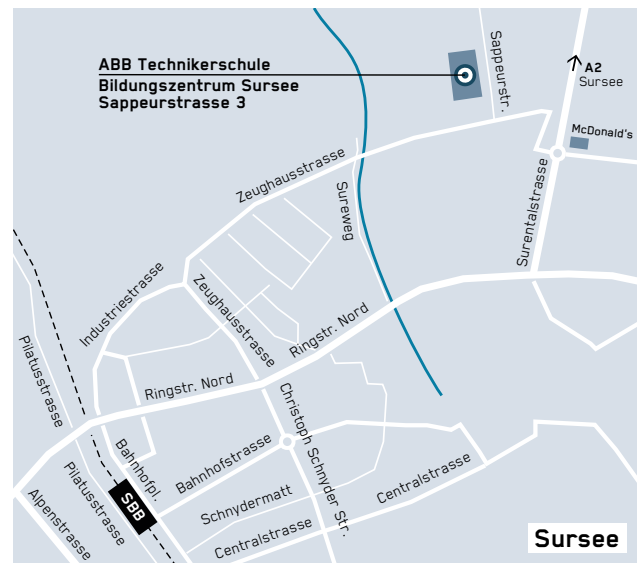 ABB Technikerschule
Bildungszentrum Sursee
Sappeurstrasse 3
Sappeurstr.
A2
Sursee
McDonald's
Zeughausstrasse
Sureweg
Surentalstrasse
Industriestrasse
Zeughausstrasse
Pilatusstrasse
Ringstr. Nord
Ringstr. Nord
Christoph Schnyder Str.
Bahnhofpl.
Bahnhofstrasse
Pilatusstrasse
Alpenstrasse
SBB
Schnydermatt
Centralstrasse
Centralstrasse
Sursee